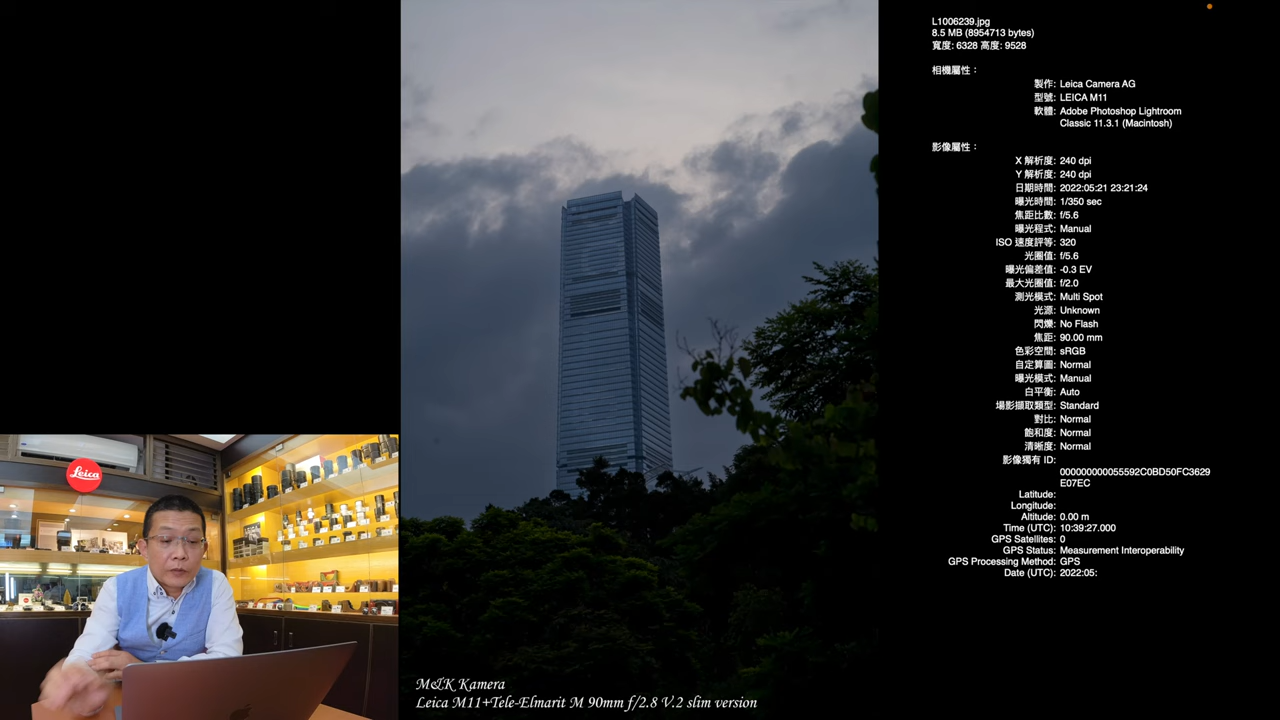 L1006239.jpg
8.5 MB (8954713 bytes)
寬度: 6328 高度: 9528
相機屬性：
製作: Leica Camera AG
型號: LEICA M11
軟體: Adobe Photoshop Lightroom
Classic 11.3.1 (Macintosh)
影像屬性：
X 解析度: 240 dpi
Y 解析度: 240 dpi
日期時間: 2022:05:21 23:21:24
曝光時間: 1/350 sec
焦距比數: f/5.6
曝光程式: Manual
ISO 速度評等: 320
光圈值: f/5.6
曝光偏差值: -0.3 EV
最大光圈值: f/2.0
測光模式: Multi Spot
光源: Unknown
閃爍: No Flash
焦距: 90.00 mm
色彩空間: sRGB
自定算圖: Normal
曝光模式: Manual
白平衡: Auto
場影擷取類型: Standard
對比: Normal
飽和度: Normal
清晰度: Normal
影像獨有 ID:
000000000055592C0BD50FC3629
E07EC
Latitude:
Longitude:
Altitude: 0.00 m
Time (UTC): 10:39:27.000
GPS Satellites: 0
GPS Status: Measurement Interoperability
GPS Processing Method: GPS
Date (UTC): 2022:05:
Leica
M&K Kamera
Leica M11+Tele-Elmarit M 90mm f/2.8 V.2 slim version